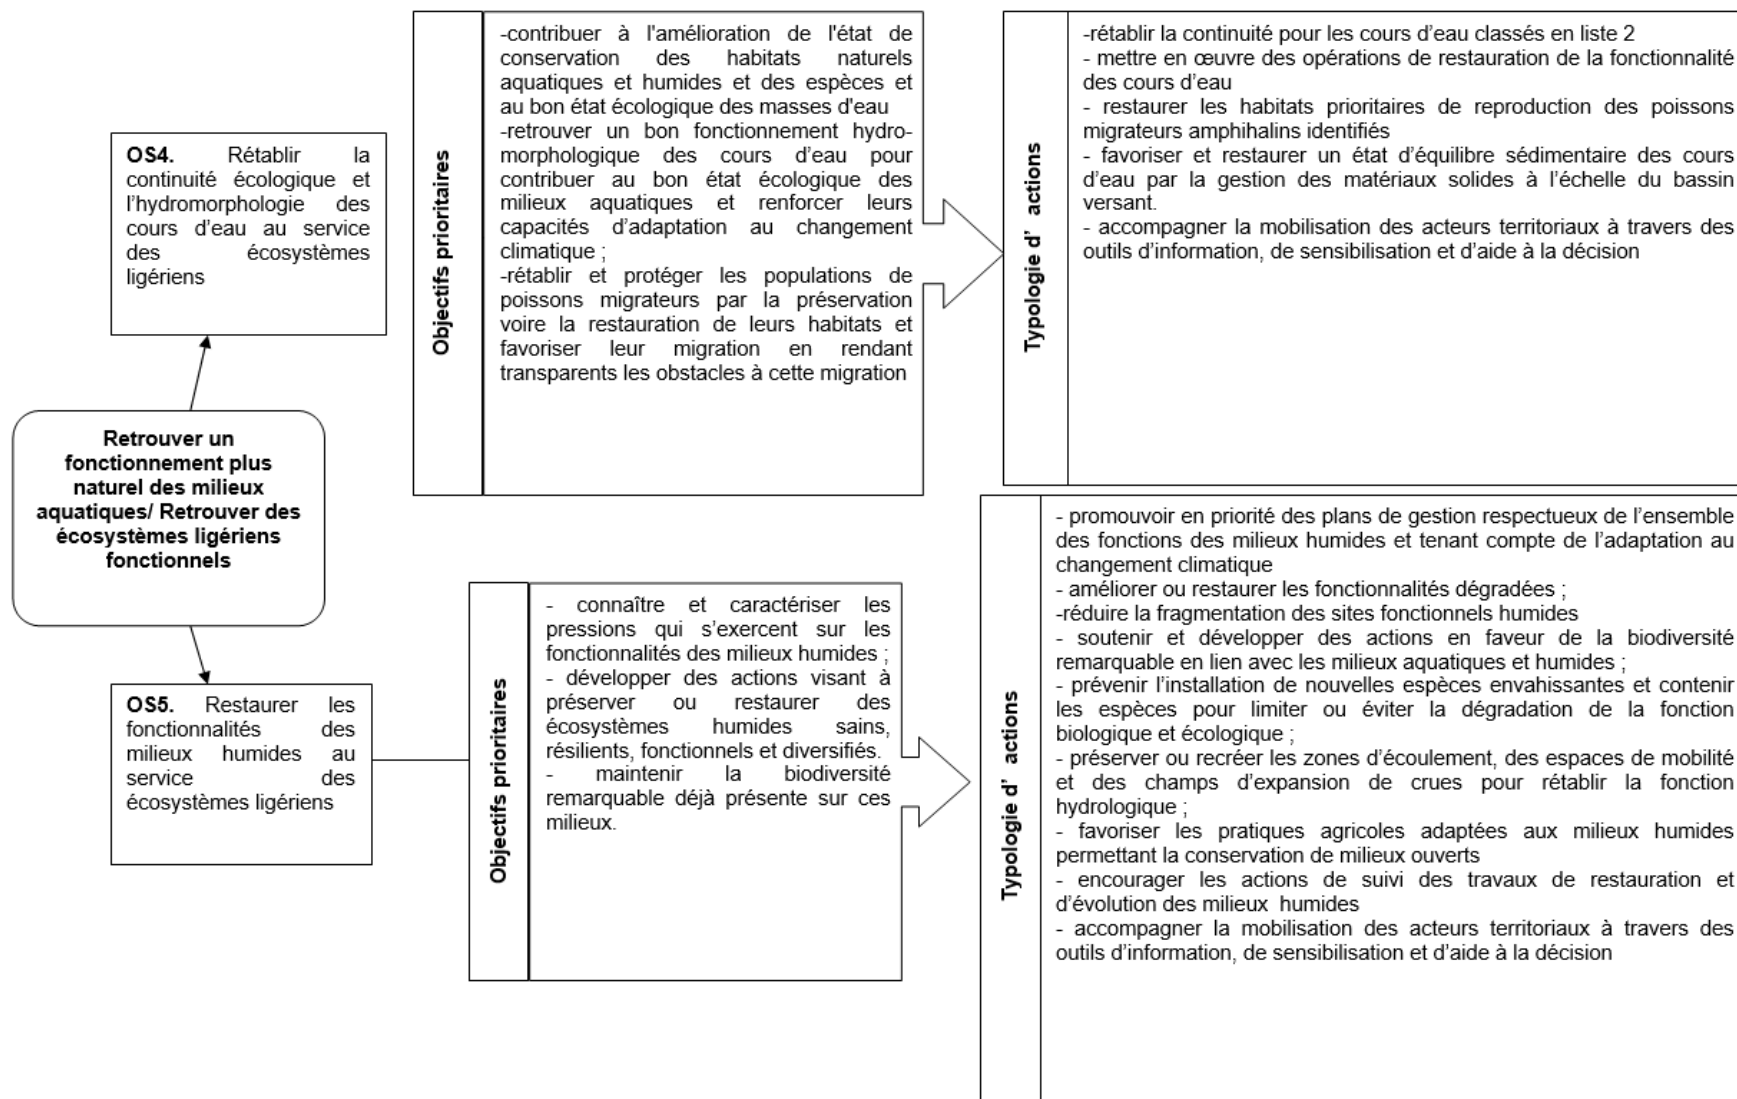 OS4. Rétablir la
continuité écologique et
l'hydromorphologie des
cours d'eau au service
des écosystèmes
ligériens
Objectifs prioritaires
-contribuer à l'amélioration de l'état de
conservation des habitats naturels
aquatiques et humides et des espèces et
au bon état écologique des masses d'eau
-retrouver un bon fonctionnement hydro-
morphologique des cours d'eau pour
contribuer au bon état écologique des
milieux aquatiques et renforcer leurs
capacités d'adaptation au changement
climatique ;
-rétablir et protéger les populations de
poissons migrateurs par la préservation
voire la restauration de leurs habitats et
favoriser leur migration en rendant
transparents les obstacles à cette migration
Typologie d' actions
-rétablir la continuité pour les cours d'eau classés en liste 2
- mettre en œuvre des opérations de restauration de la fonctionnalité
des cours d'eau
- restaurer les habitats prioritaires de reproduction des poissons
migrateurs amphihalins identifiés
- favoriser et restaurer un état d'équilibre sédimentaire des cours
d'eau par la gestion des matériaux solides à l'échelle du bassin
versant.
- accompagner la mobilisation des acteurs territoriaux à travers des
outils d'information, de sensibilisation et d'aide à la décision
Retrouver un
fonctionnement plus
naturel des milieux
aquatiques/ Retrouver des
écosystèmes ligériens
fonctionnels
OS5. Restaurer les
fonctionnalités des
milieux humides au
service des
écosystèmes ligériens
Objectifs prioritaires
- connaître et caractériser les
pressions qui s'exercent sur les
fonctionnalités des milieux humides ;
- développer des actions visant à
préserver ou restaurer des
écosystèmes humides sains,
résilients, fonctionnels et diversifiés.
- maintenir la biodiversité
remarquable déjà présente sur ces
milieux.
Typologie d' actions
- promouvoir en priorité des plans de gestion respectueux de l'ensemble
des fonctions des milieux humides et tenant compte de l'adaptation au
changement climatique
- améliorer ou restaurer les fonctionnalités dégradées ;
-réduire la fragmentation des sites fonctionnels humides
- soutenir et développer des actions en faveur de la biodiversité
remarquable en lien avec les milieux aquatiques et humides ;
- prévenir l'installation de nouvelles espèces envahissantes et contenir
les espèces pour limiter ou éviter la dégradation de la fonction
biologique et écologique ;
- préserver ou recréer les zones d'écoulement, des espaces de mobilité
et des champs d'expansion de crues pour rétablir la fonction
hydrologique ;
- favoriser les pratiques agricoles adaptées aux milieux humides
permettant la conservation de milieux ouverts
- encourager les actions de suivi des travaux de restauration et
d'évolution des milieux humides
- accompagner la mobilisation des acteurs territoriaux à travers des
outils d'information, de sensibilisation et d'aide à la décision